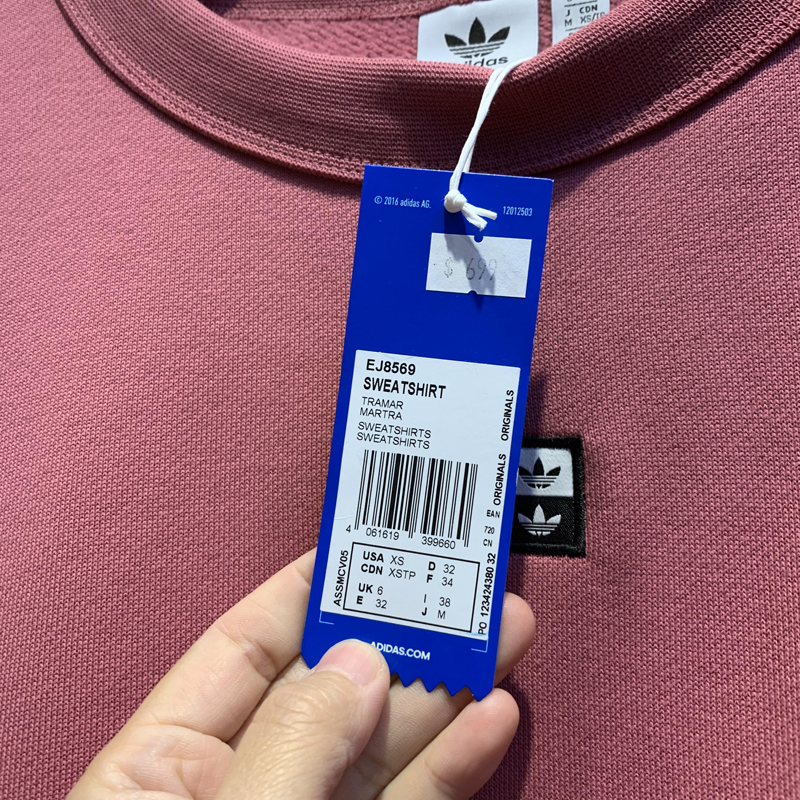 adidas
J CDN
M XS/TP
© 2016 adidas AG.
12012503
$ 699
EJ8569
SWEATSHIRT
TRAMAR
MARTRA
SWEATSHIRTS
SWEATSHIRTS
ORIGINALS
ORIGINALS
EAN
720
CN
4 061619 399660
ASSMCV05
USA XS D 32
CDN XSTP F 34
UK 6 I 38
E 32 J M
PO 123424380 32
ADIDAS.COM